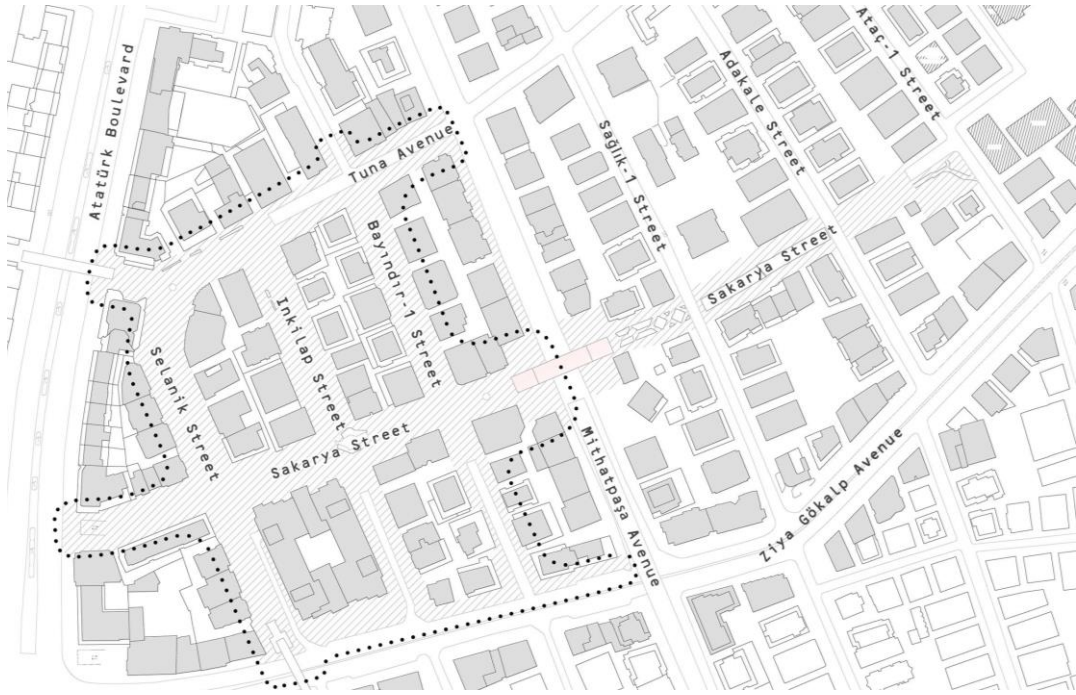 Atatürk Boulevard
Tuna Avenue
Adakale Street
Ataç-1 Street
Sağlık-1 Street
Bayındır-1 Street
Inkılap Street
Selanik Street
Sakarya Street
Sakarya Street
Mithatpaşa Avenue
Ziya Gökalp Avenue